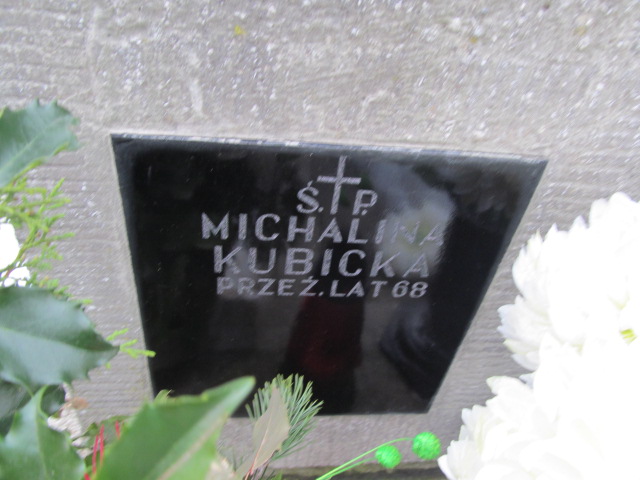 Ś.P.
MICHALINA
KUBICKA
PRZEŻ. LAT 68